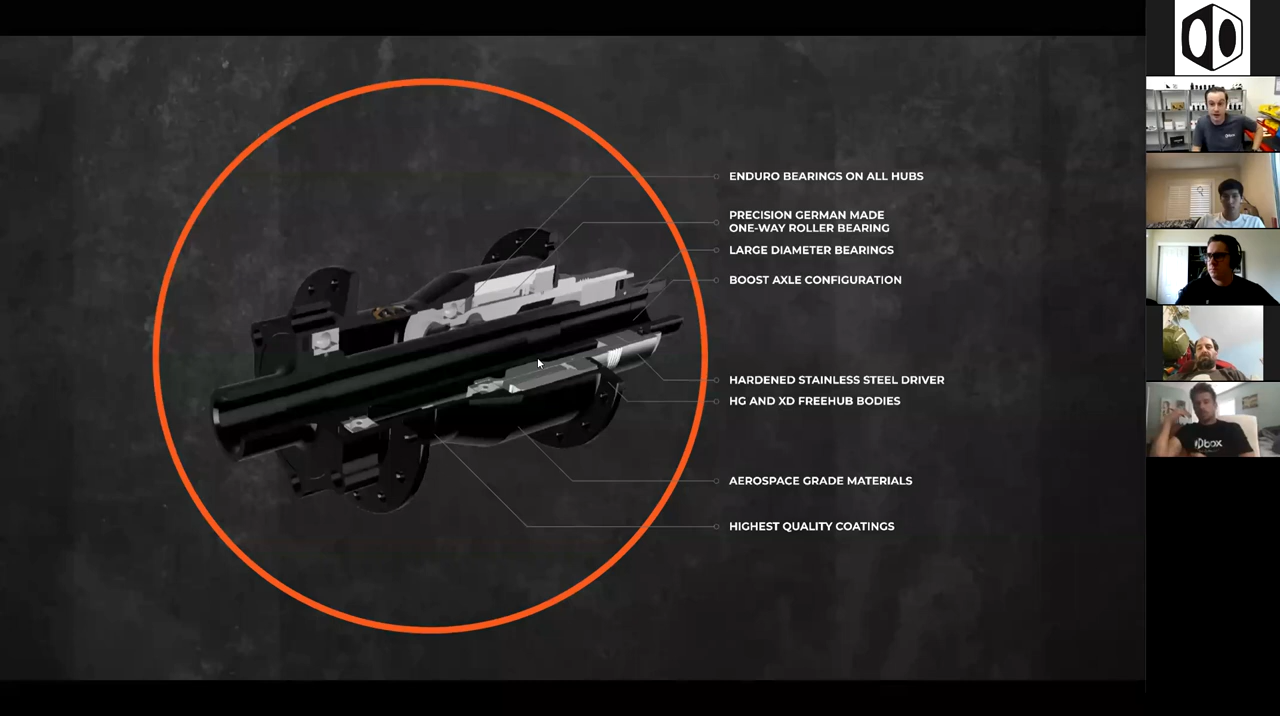 ENDURO BEARINGS ON ALL HUBS
PRECISION GERMAN MADE
ONE-WAY ROLLER BEARING
LARGE DIAMETER BEARINGS
BOOST AXLE CONFIGURATION
HARDENED STAINLESS STEEL DRIVER
HG AND XD FREEHUB BODIES
AEROSPACE GRADE MATERIALS
HIGHEST QUALITY COATINGS
box